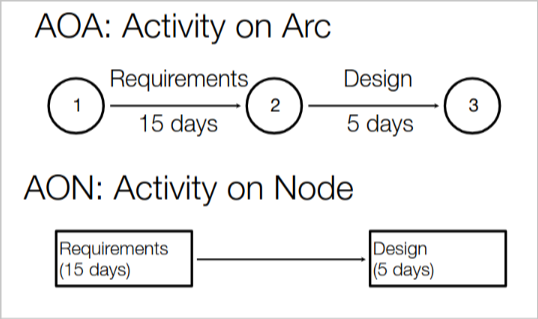 AOA: Activity on Arc
Requirements Design
1 2 3
15 days 5 days
AON: Activity on Node
Requirements Design
(15 days) (5 days)